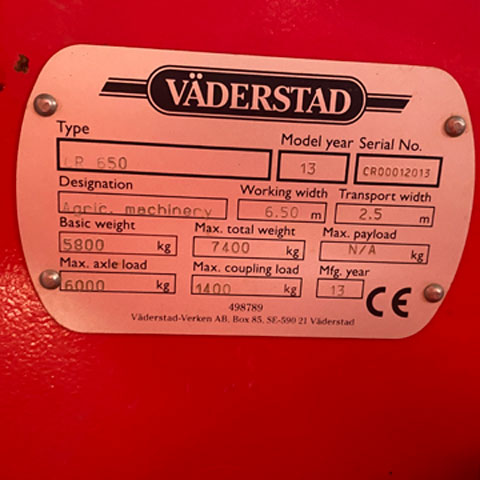 VÄDERSTAD
Type Model year Serial No.
CR 650 13 CR00012013
Designation Working width Transport width
Agric. machinery 6.50 m 2.5 m
Basic weight Max. total weight Max. payload
5800 kg 7400 kg N/A kg
Max. axle load Max. coupling load Mfg. year
6000 kg 1400 kg 13 CE
498789
Väderstad-Verken AB, Box 85, SE-590 21 Väderstad